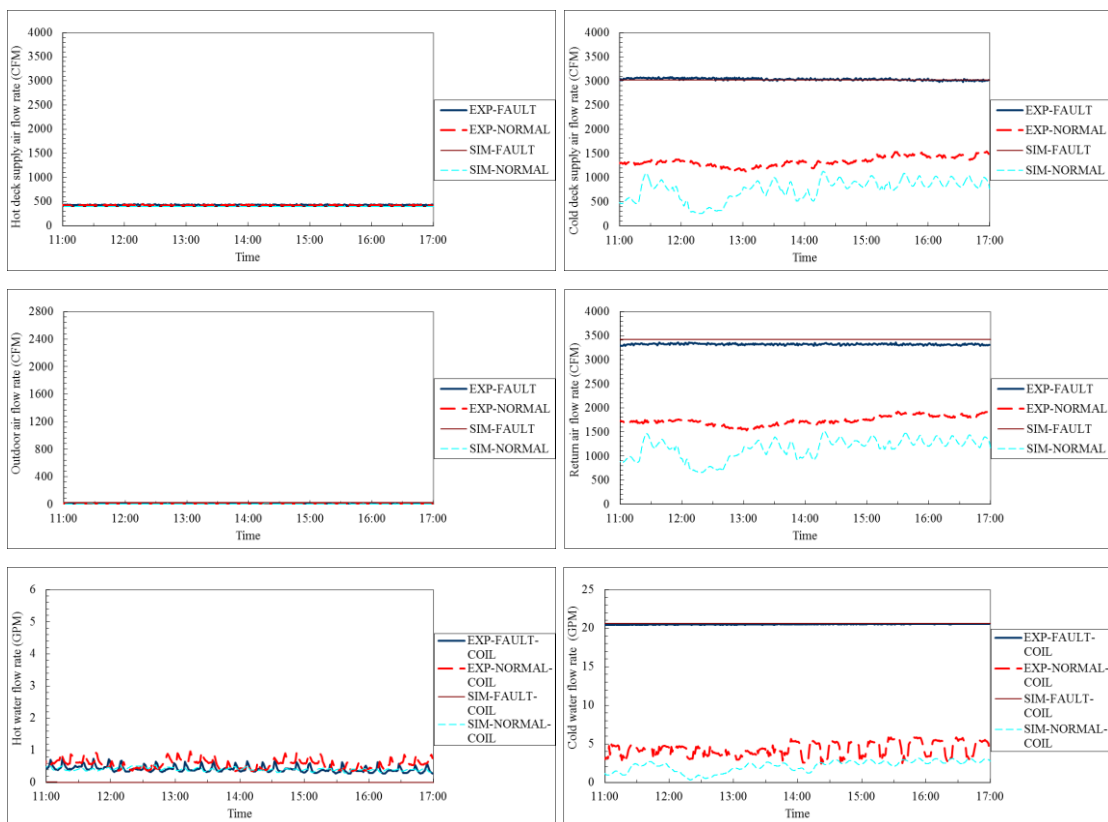 Hot deck supply air flow rate (CFM)
4000
3500
3000
2500
2000
1500
1000
500
0
11:00 12:00 13:00 14:00 15:00 16:00 17:00
Time
EXP-FAULT
EXP-NORMAL
SIM-FAULT
SIM-NORMAL
Cold deck supply air flow rate (CFM)
4000
3500
3000
2500
2000
1500
1000
500
0
11:00 12:00 13:00 14:00 15:00 16:00 17:00
Time
EXP-FAULT
EXP-NORMAL
SIM-FAULT
SIM-NORMAL
Outdoor air flow rate (CFM)
2800
2400
2000
1600
1200
800
400
0
11:00 12:00 13:00 14:00 15:00 16:00 17:00
Time
EXP-FAULT
EXP-NORMAL
SIM-FAULT
SIM-NORMAL
Return air flow rate (CFM)
4000
3500
3000
2500
2000
1500
1000
500
0
11:00 12:00 13:00 14:00 15:00 16:00 17:00
Time
EXP-FAULT
EXP-NORMAL
SIM-FAULT
SIM-NORMAL
Hot water flow rate (GPM)
6
5
4
3
2
1
0
11:00 12:00 13:00 14:00 15:00 16:00 17:00
Time
EXP-FAULT-
COIL
EXP-NORMAL-
COIL
SIM-FAULT-
COIL
SIM-NORMAL-
COIL
Cold water flow rate (GPM)
25
20
15
10
5
0
11:00 12:00 13:00 14:00 15:00 16:00 17:00
Time
EXP-FAULT-
COIL
EXP-NORMAL-
COIL
SIM-FAULT-
COIL
SIM-NORMAL-
COIL